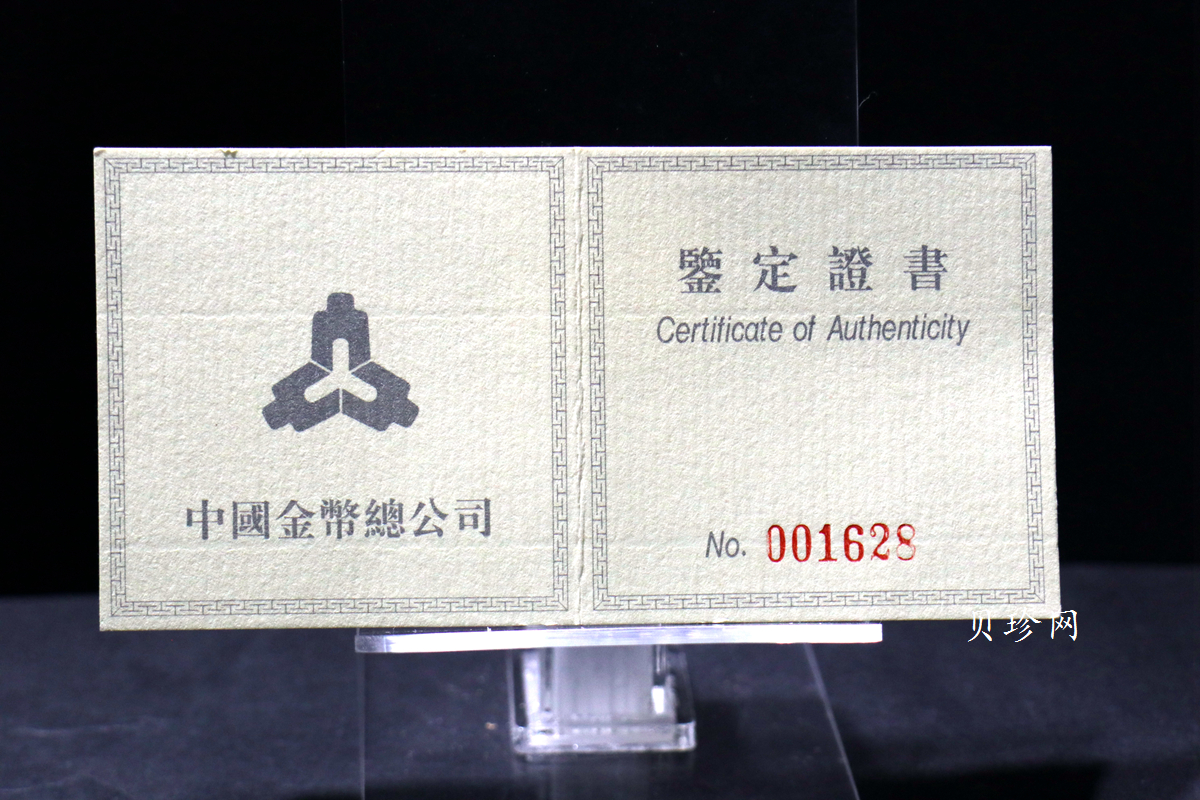 中國金幣總公司
鑒定證書
Certificate of Authenticity
No. 001628
贝珍网